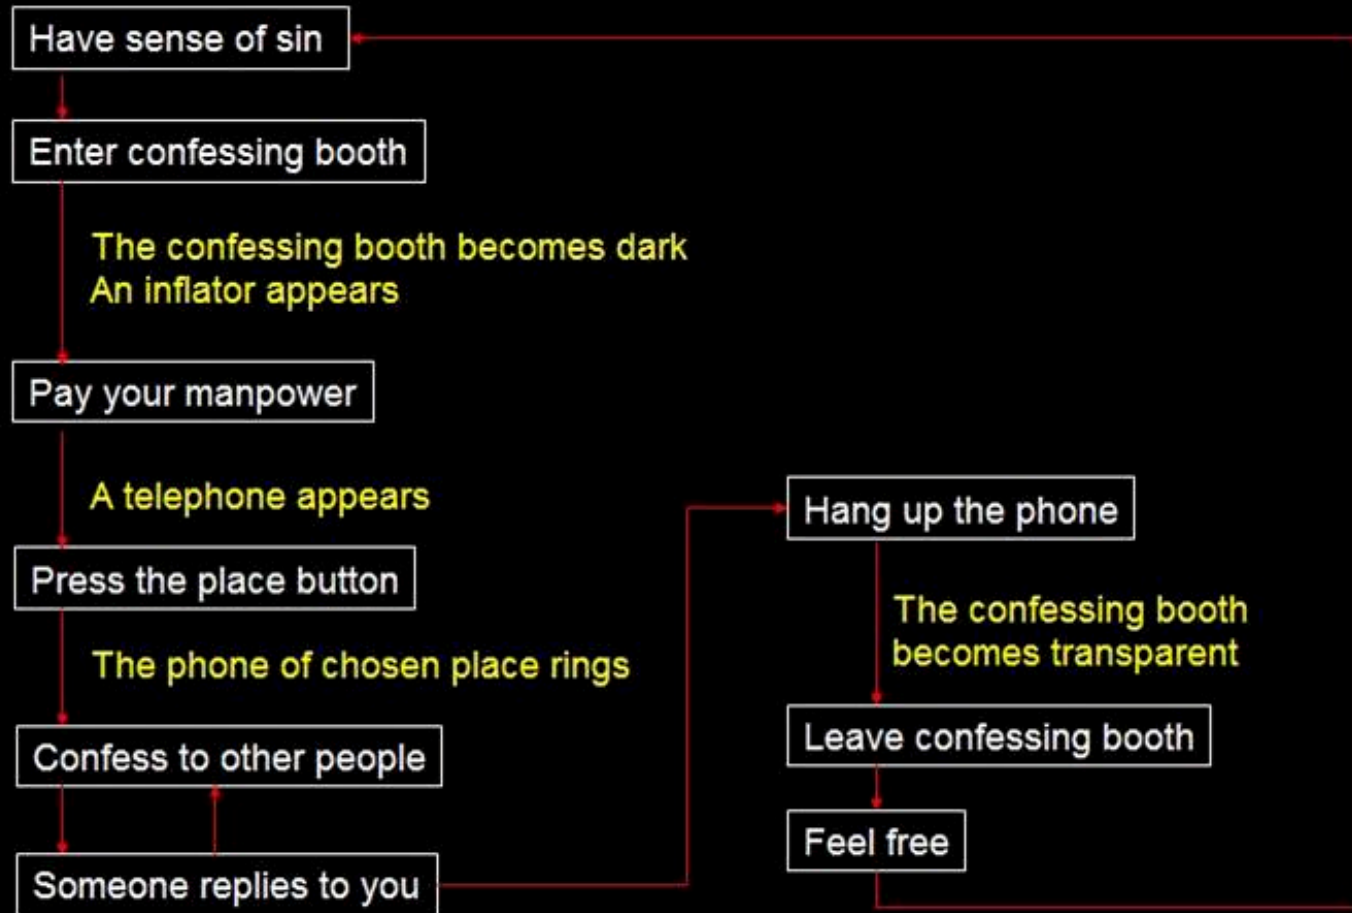 Have sense of sin
Enter confessing booth
The confessing booth becomes dark
An inflator appears
Pay your manpower
A telephone appears
Press the place button
The phone of chosen place rings
Confess to other people
Someone replies to you
Hang up the phone
The confessing booth
becomes transparent
Leave confessing booth
Feel free